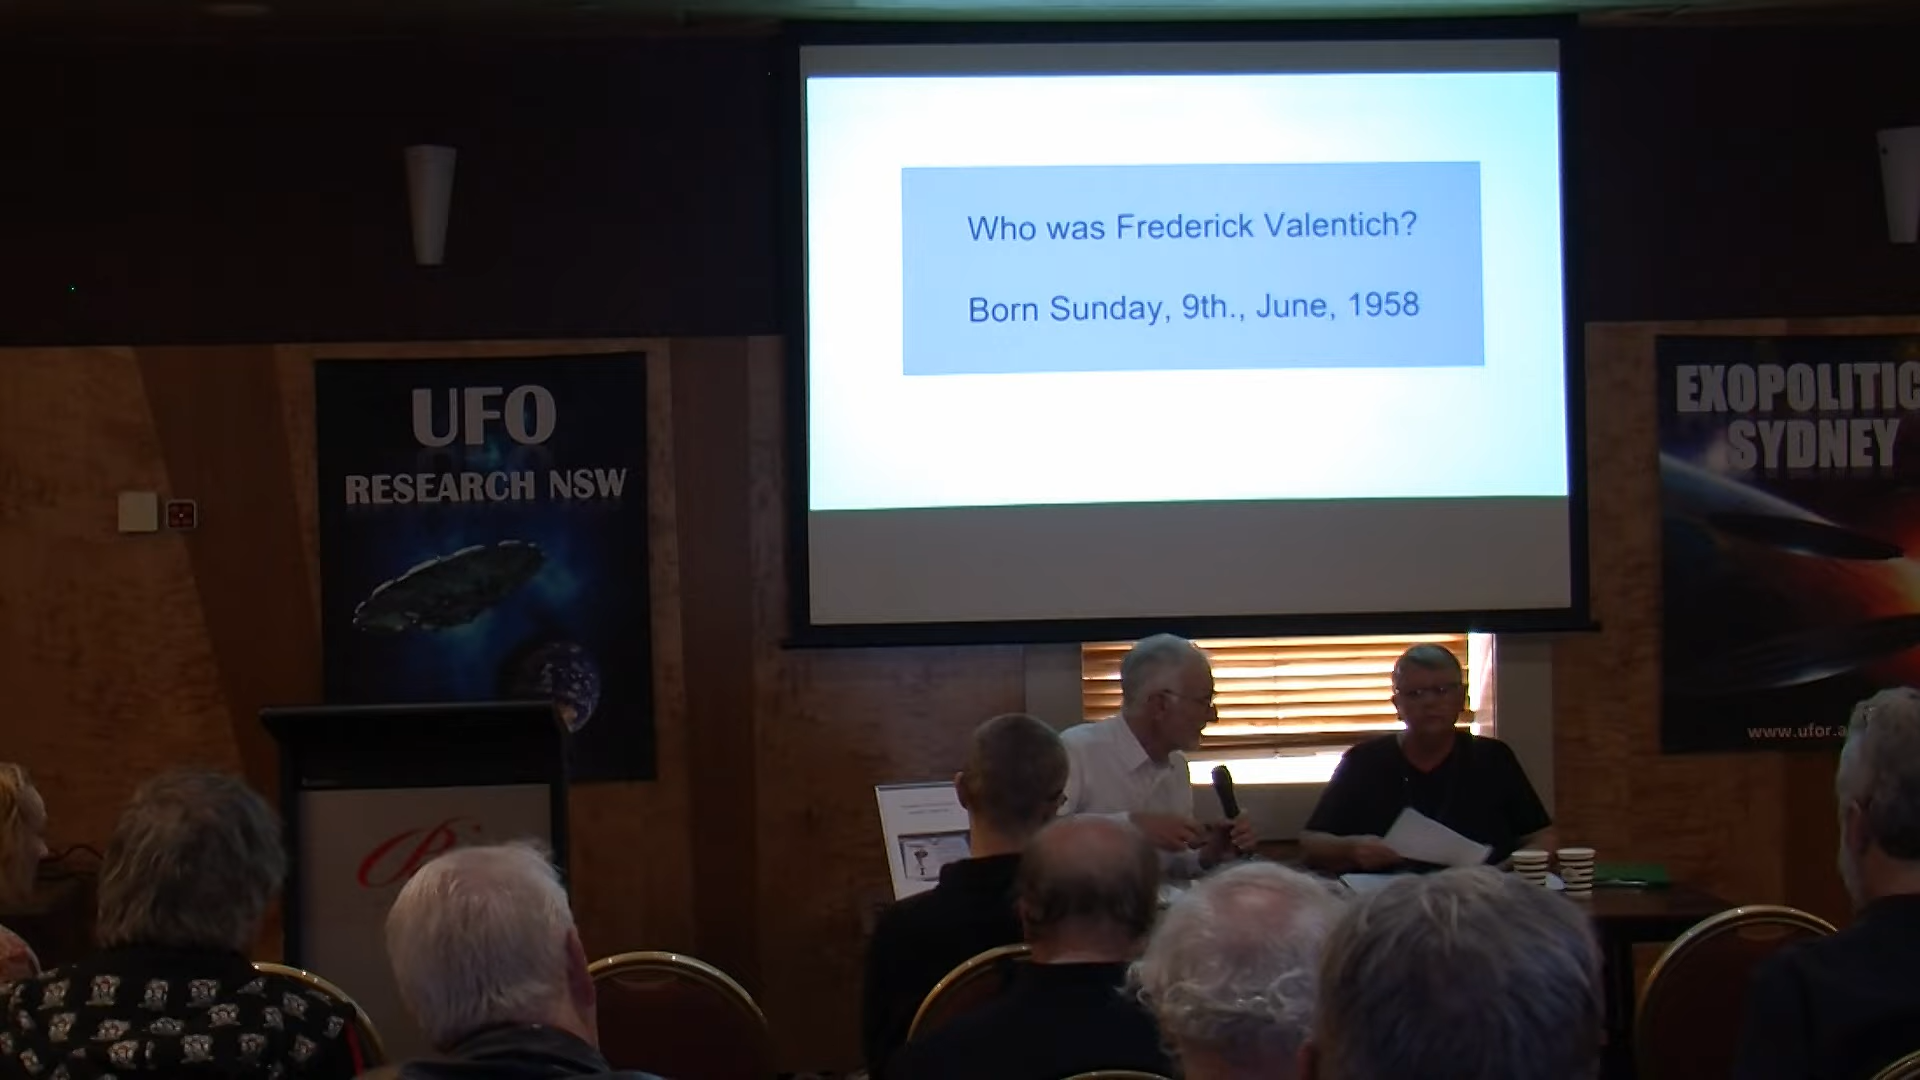 Who was Frederick Valentich?
Born Sunday, 9th., June, 1958
UFO
RESEARCH NSW
EXOPOLITIC
SYDNEY
www.ufor.a